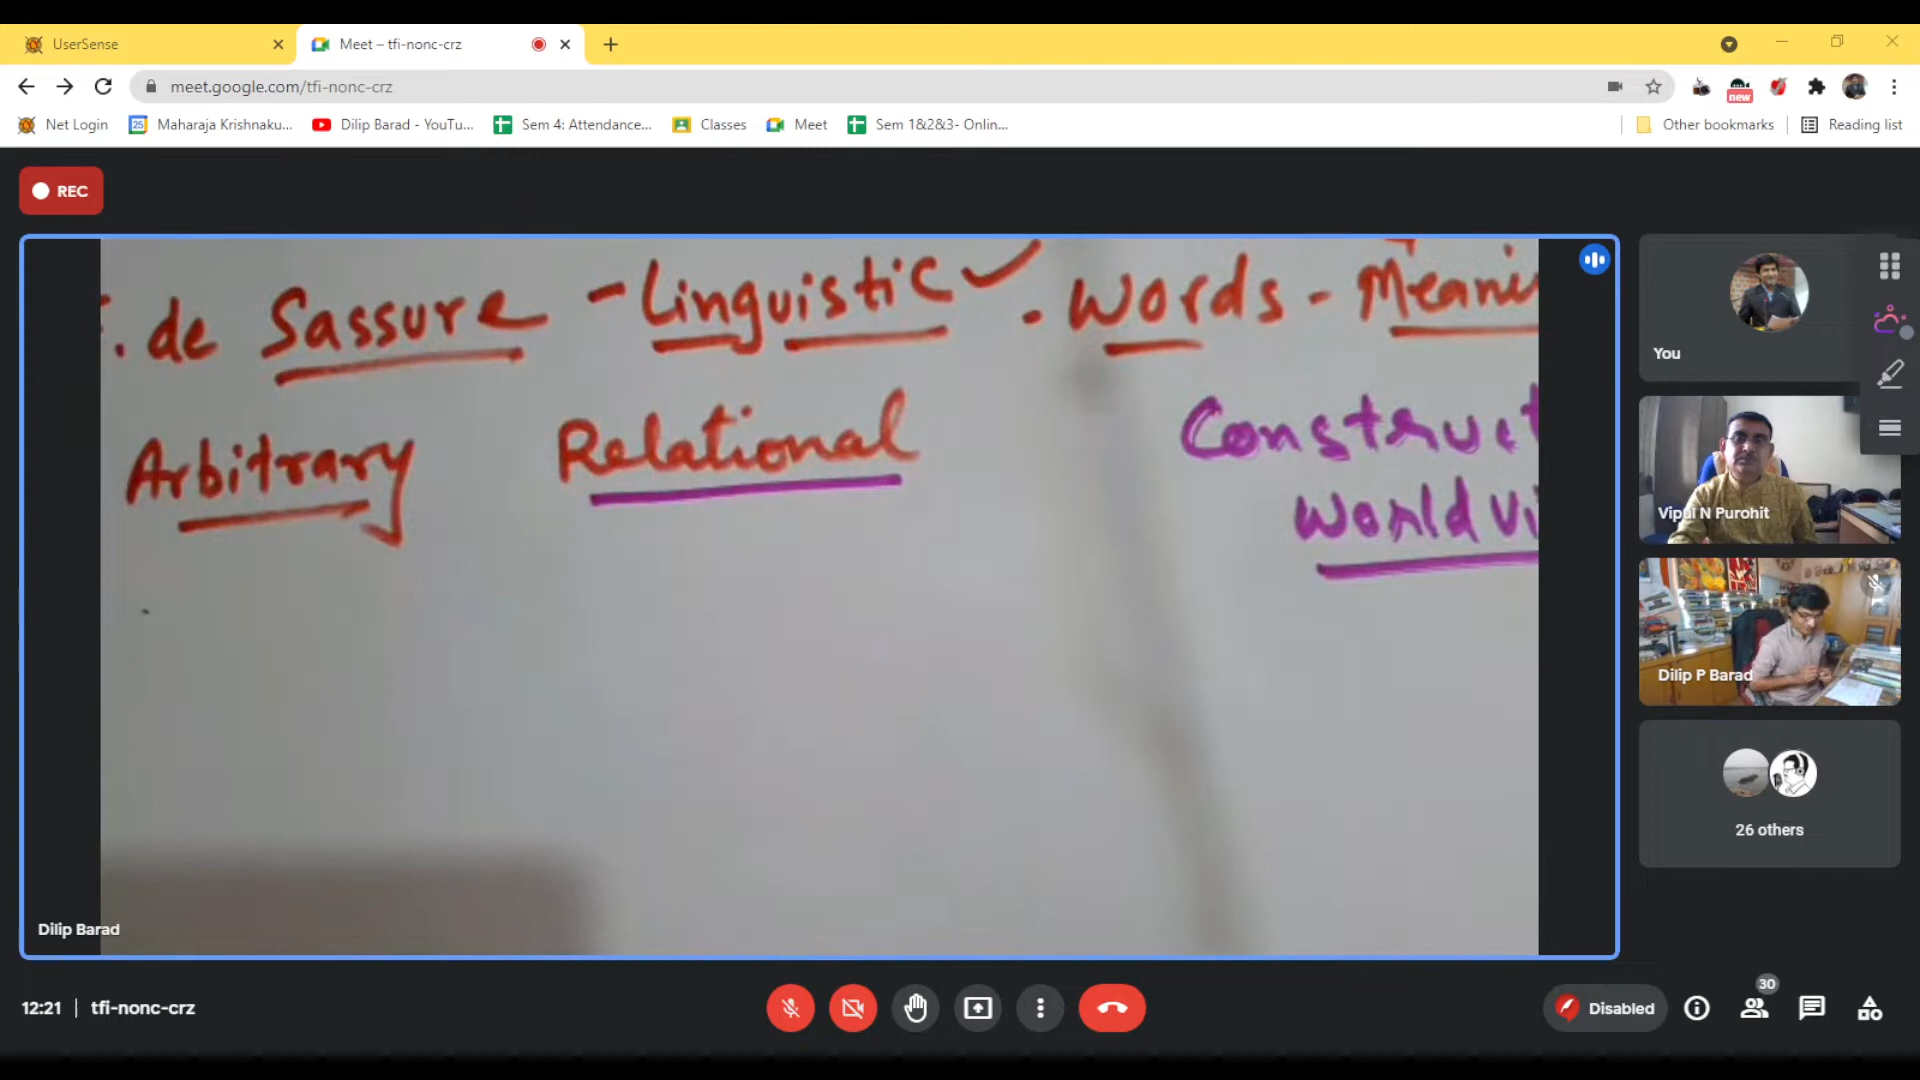 UserSense
Meet – tfi-nonc-crz
meet.google.com/tfi-nonc-crz
new
Net Login
25
Maharaja Krishnaku...
Dilip Barad - YouTu...
Sem 4: Attendance...
Classes
Meet
Sem 1&2&3- Onlin...
Other bookmarks
Reading list
REC
. de Sassure - Linguistic ✓ . Words - Meani
Arbitrary Relational Construct
World Vi
Dilip Barad
You
Vipul N Purohit
Dilip P Barad
26 others
12:21 | tfi-nonc-crz
Disabled
30